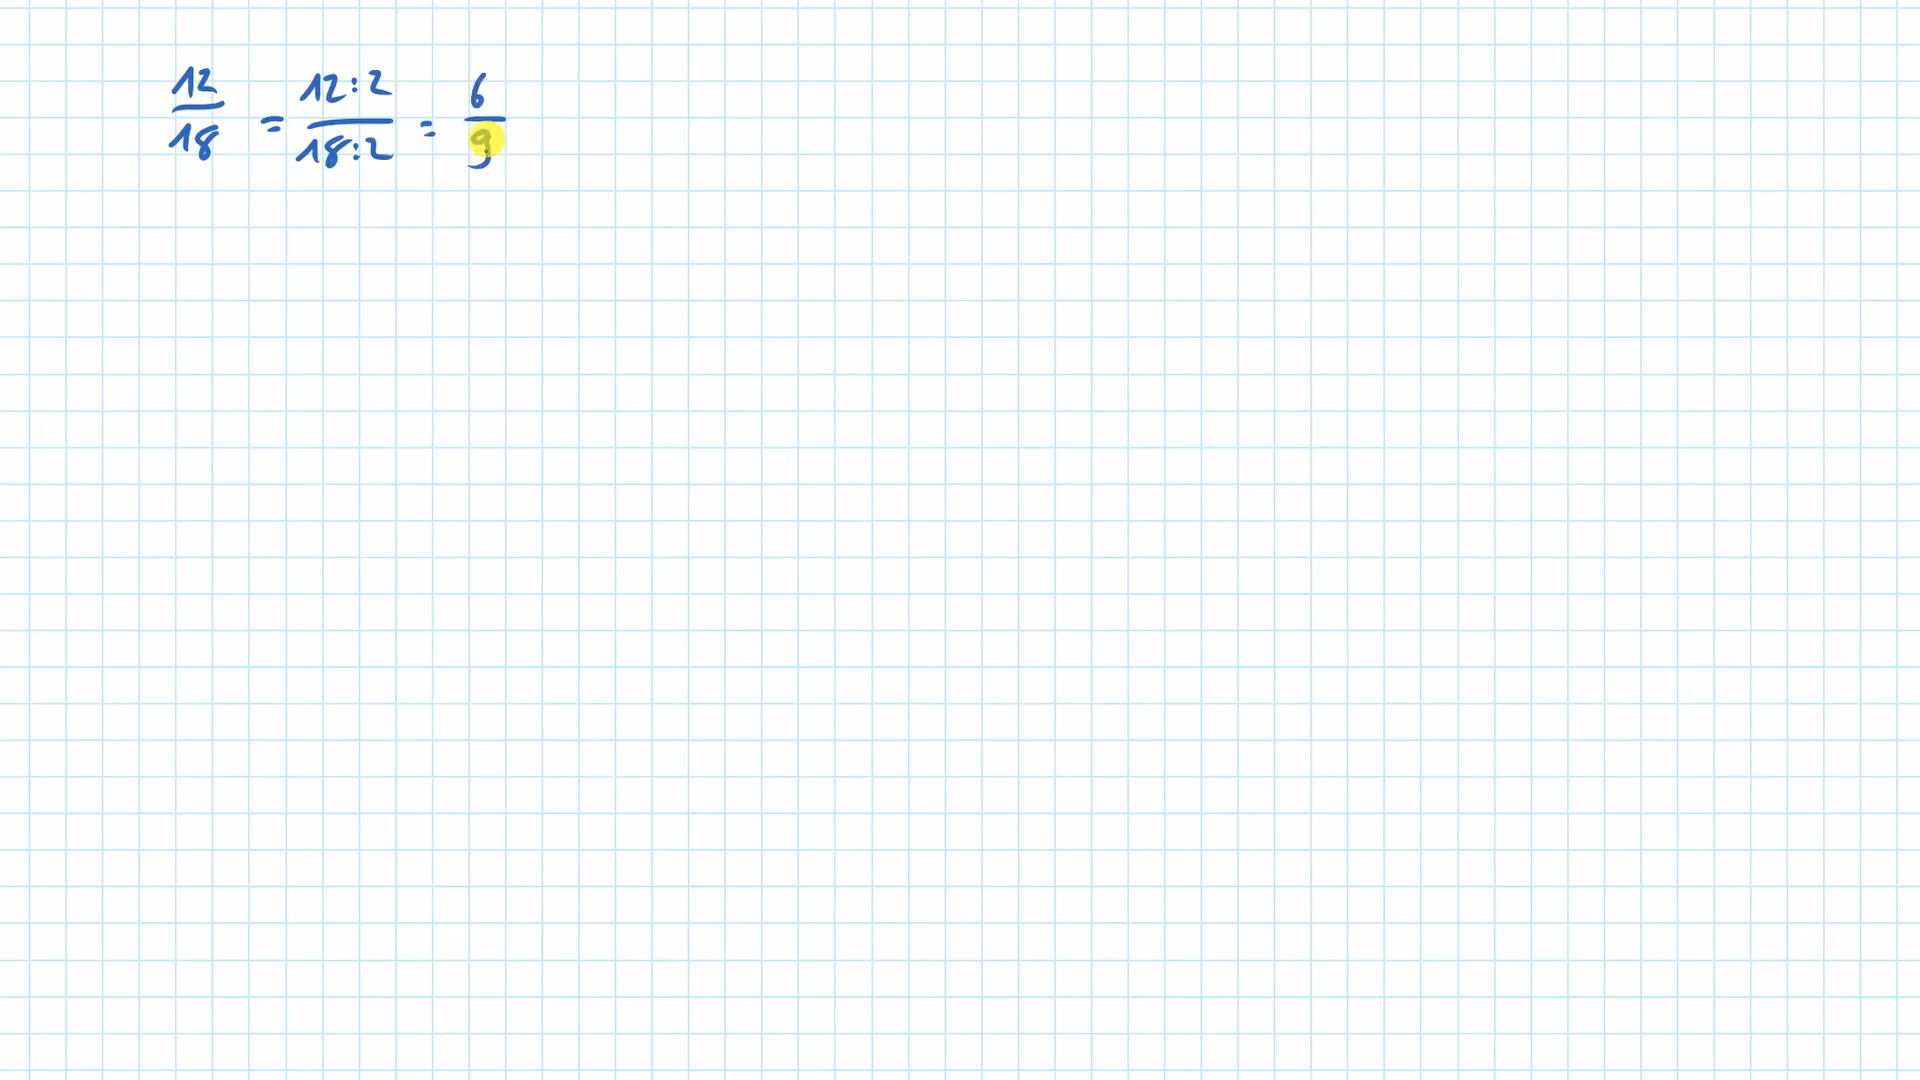 12/18 = 12:2/18:2 = 6/9